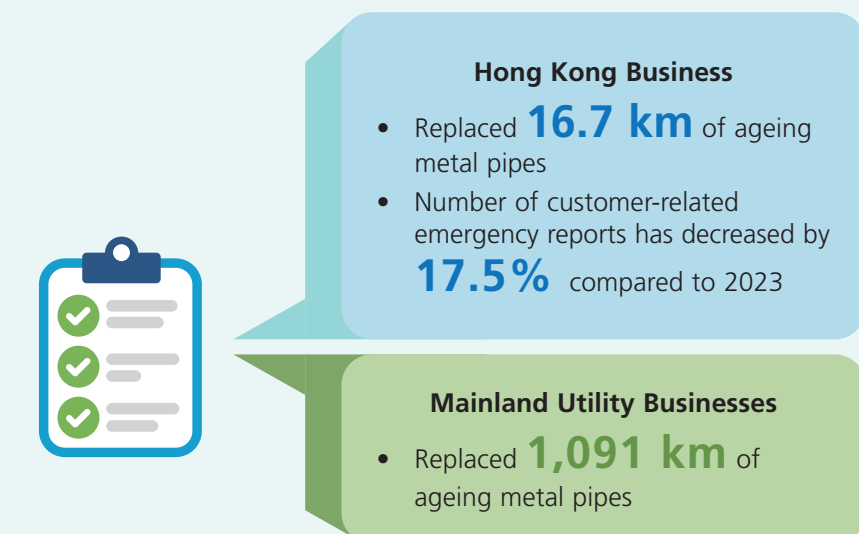 Hong Kong Business
• Replaced 16.7 km of ageing
metal pipes
• Number of customer-related
emergency reports has decreased by
17.5% compared to 2023
Mainland Utility Businesses
• Replaced 1,091 km of
ageing metal pipes